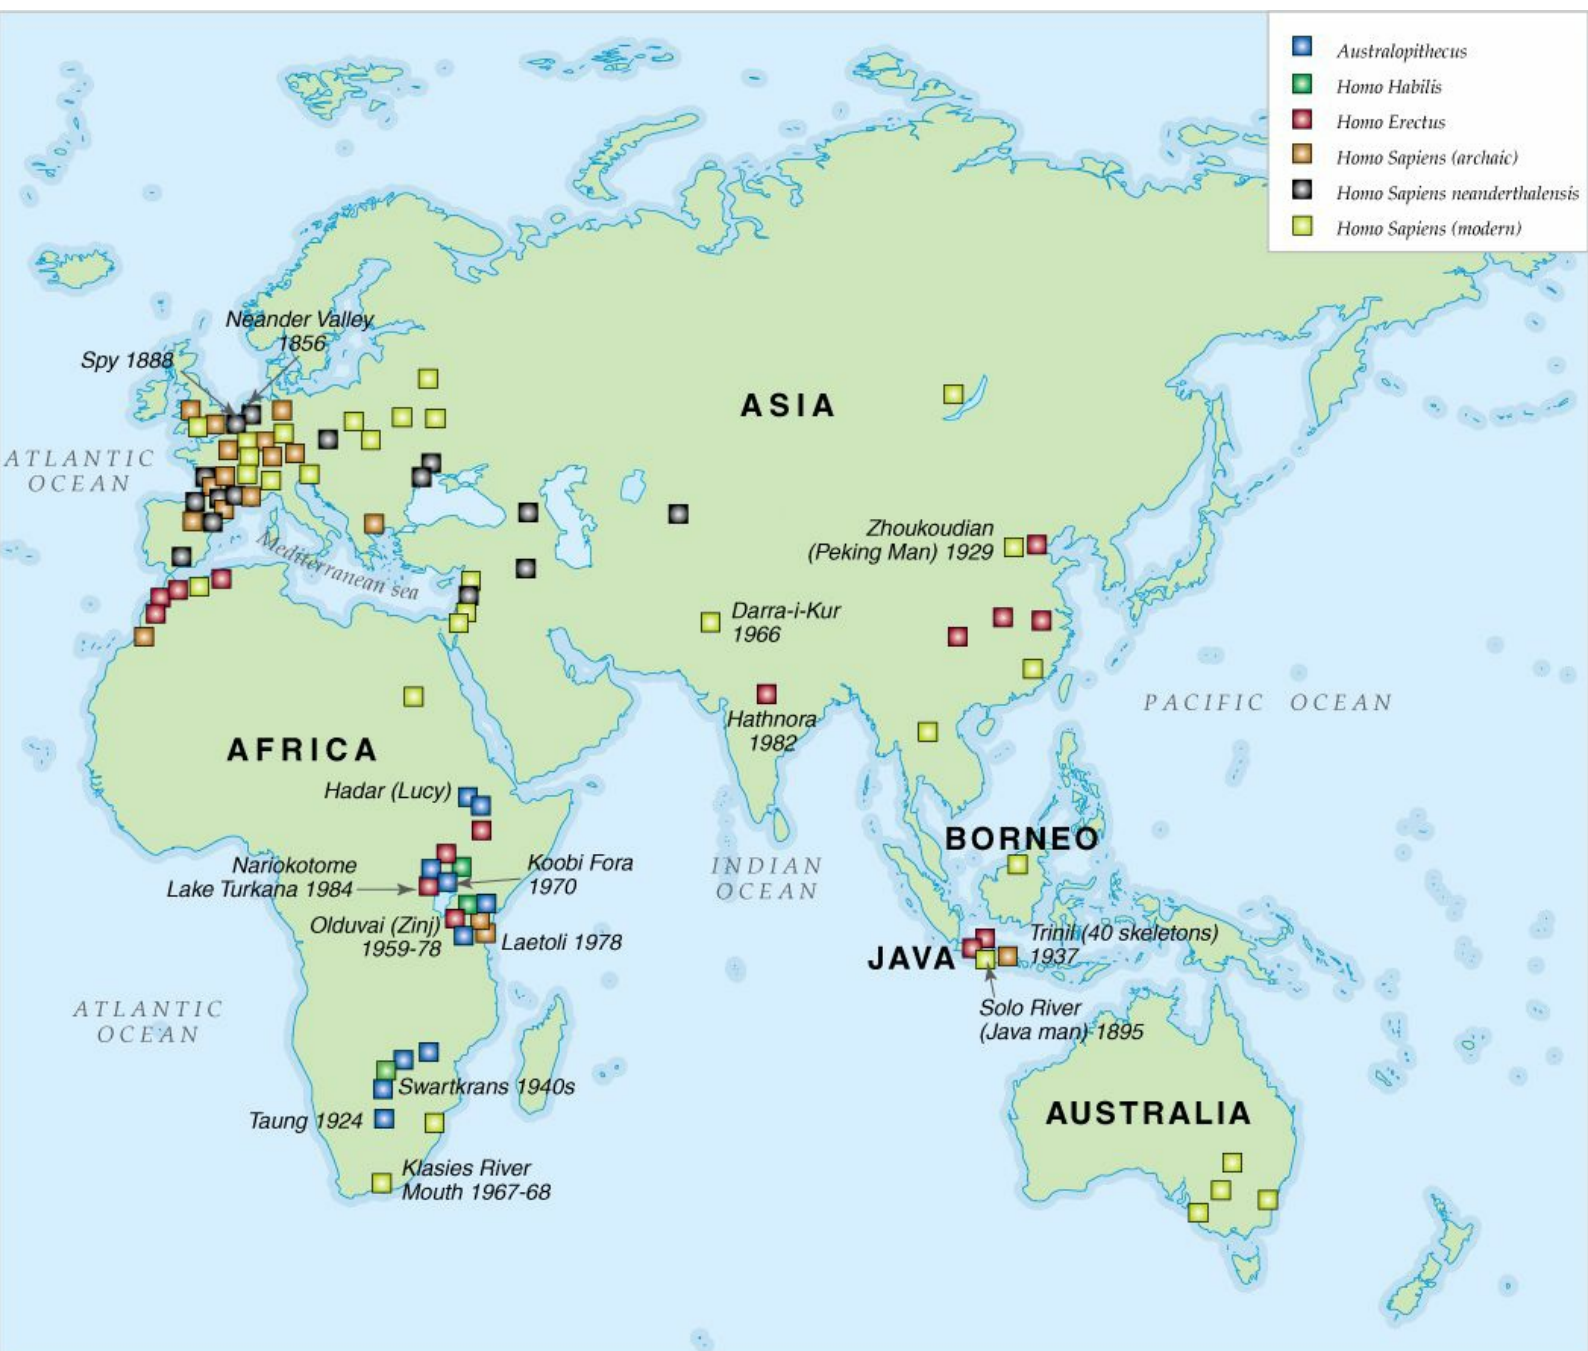 Australopithecus
Homo Habilis
Homo Erectus
Homo Sapiens (archaic)
Homo Sapiens neanderthalensis
Homo Sapiens (modern)
Neander Valley
1856
Spy 1888
ASIA
ATLANTIC
OCEAN
Mediterranean sea
Zhoukoudian
(Peking Man) 1929
Darra-i-Kur
1966
Hathnora
1982
PACIFIC OCEAN
AFRICA
Hadar (Lucy)
BORNEO
Nariokotome
Lake Turkana 1984
Koobi Fora
1970
INDIAN
OCEAN
Olduvai (Zinj)
1959-78
Laetoli 1978
JAVA
Trinil (40 skeletons)
1937
Solo River
(Java man) 1895
ATLANTIC
OCEAN
Swartkrans 1940s
Taung 1924
AUSTRALIA
Klasies River
Mouth 1967-68